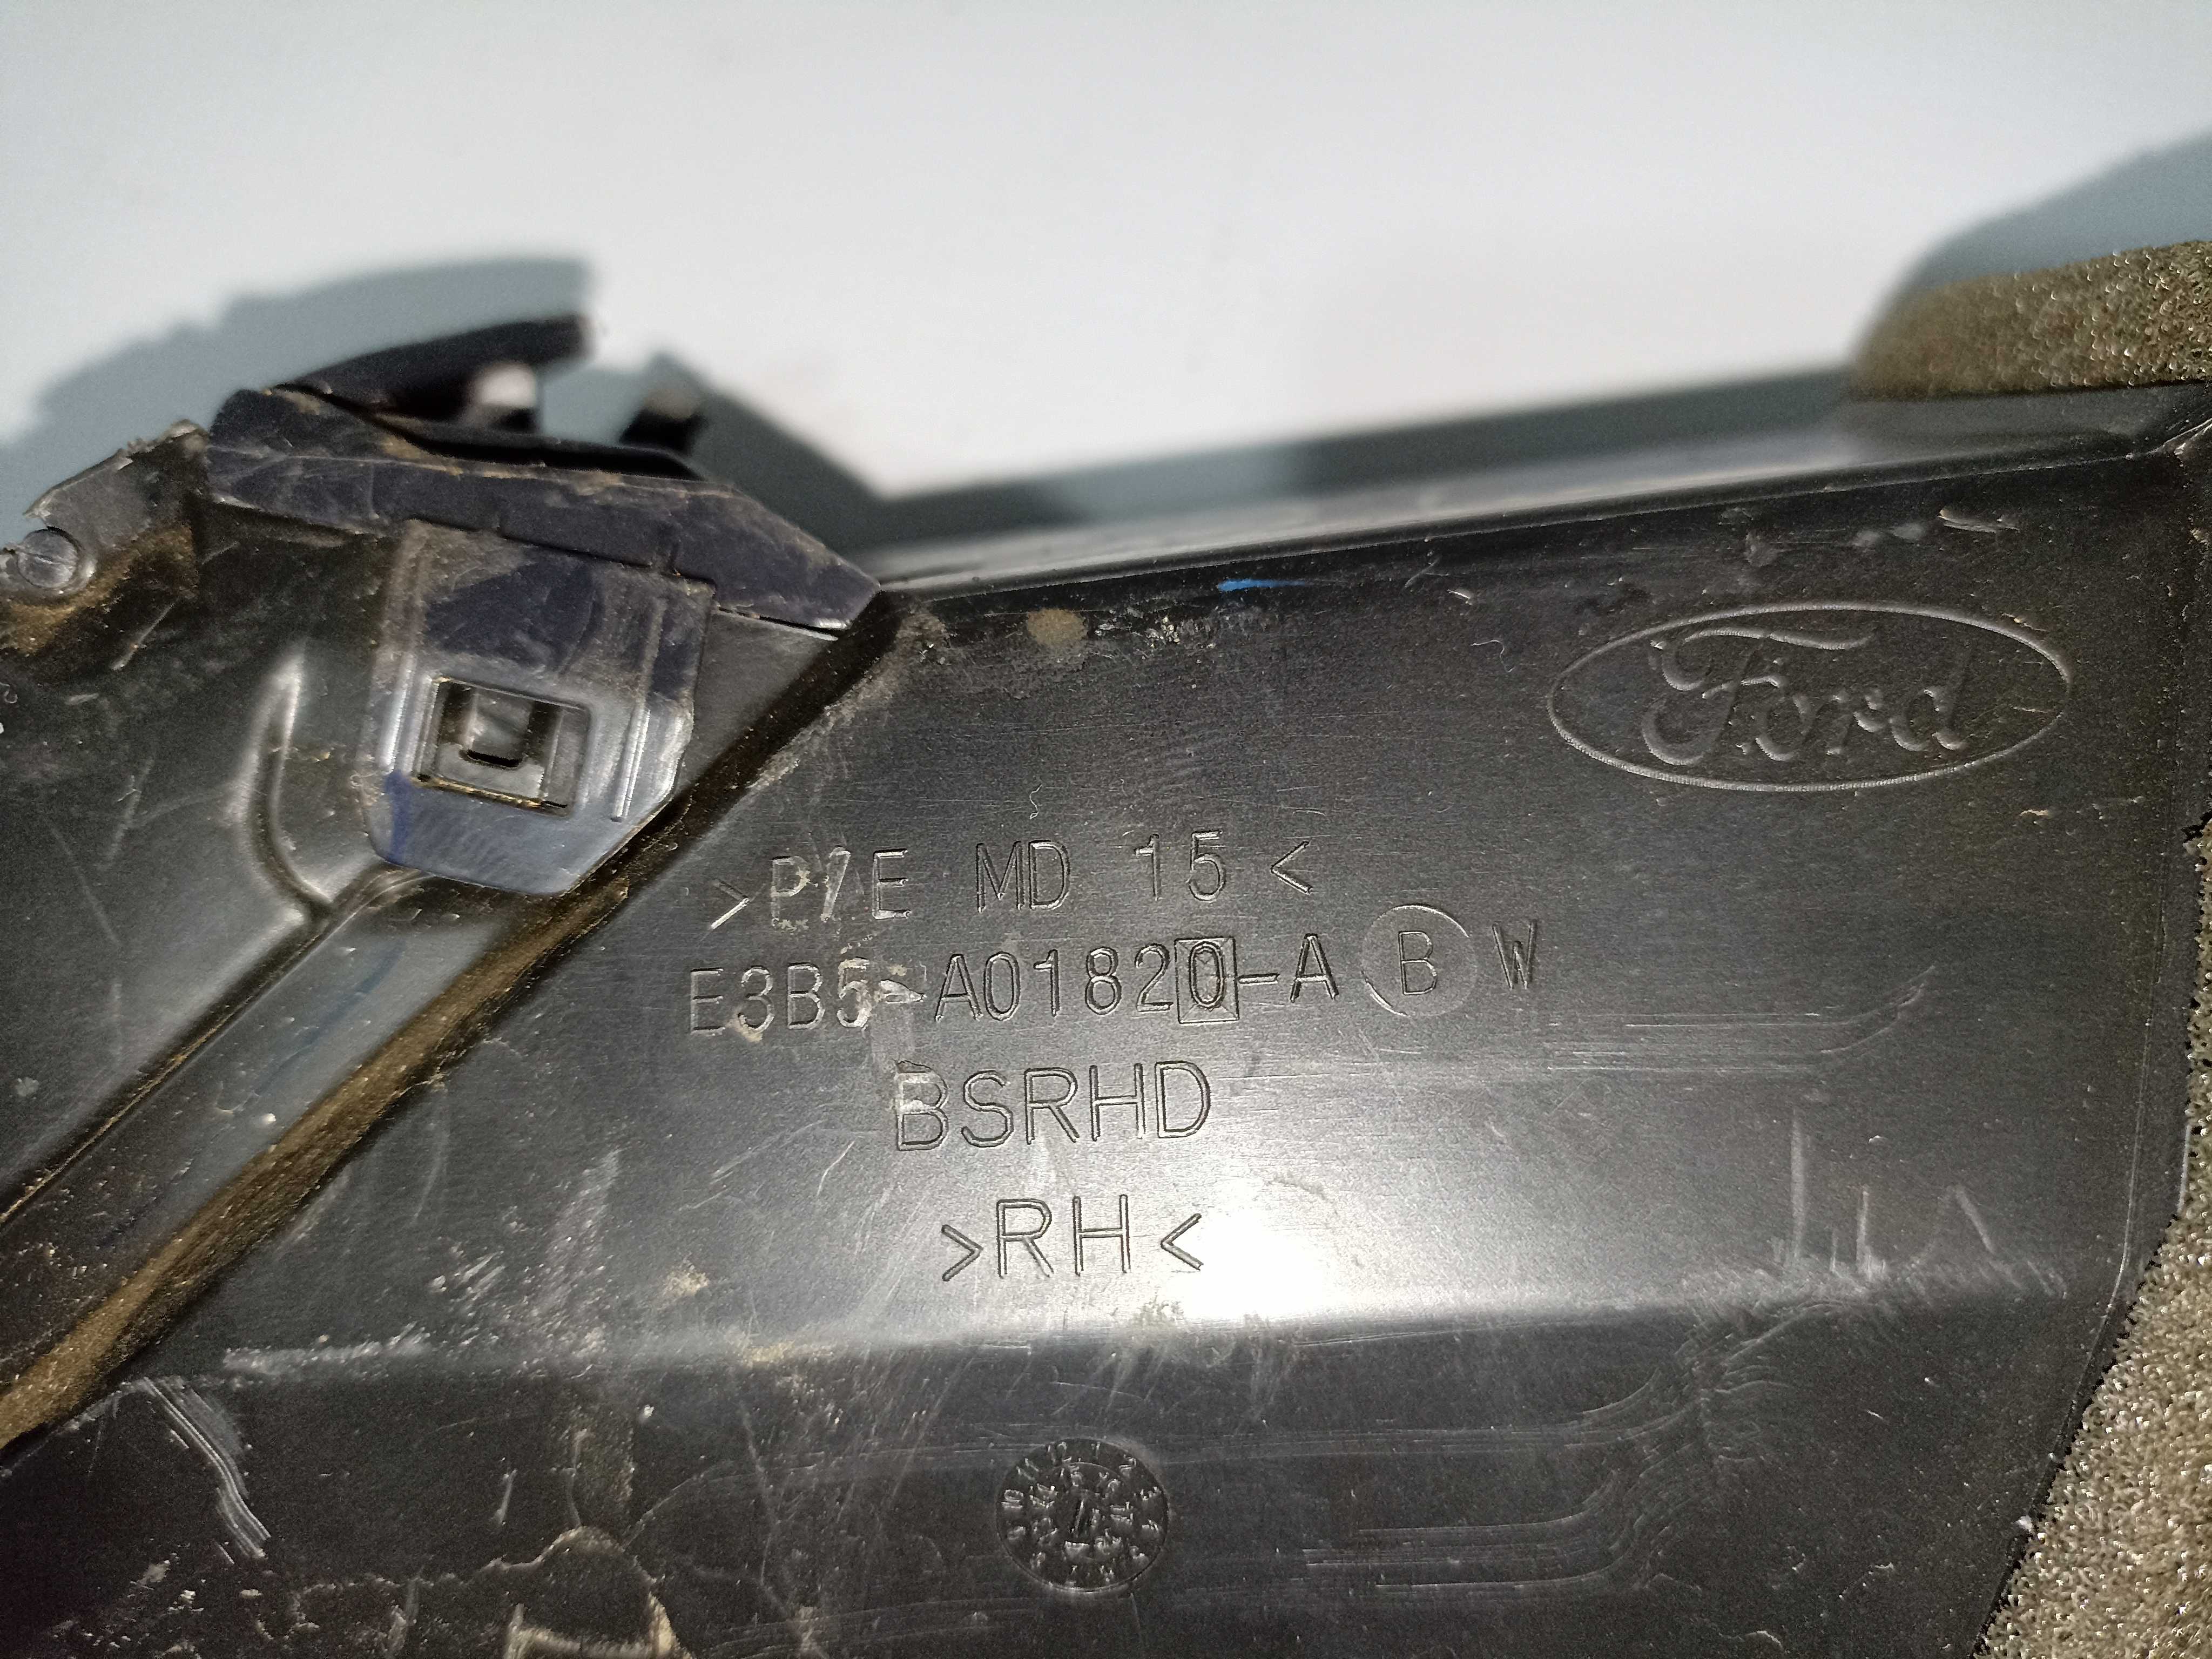 Ford
>P/E MD 15<
E3B5-A01820-A B W
BSRHD
>RH<